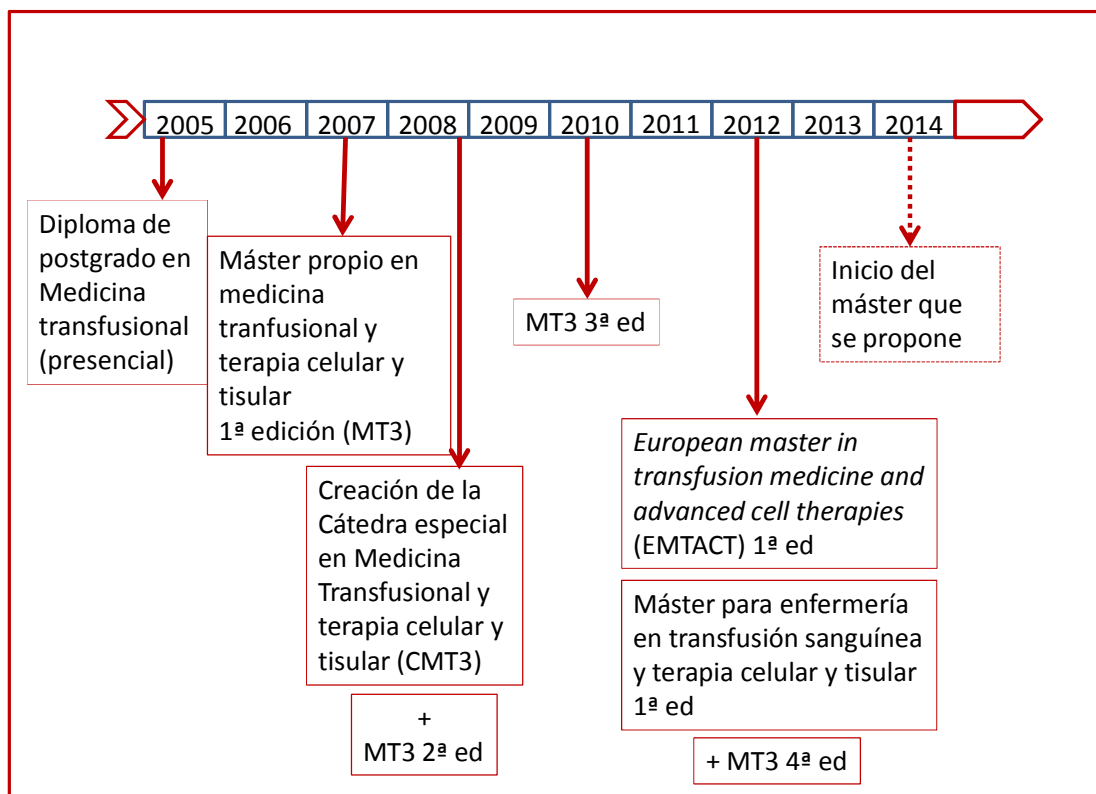 2005 2006 2007 2008 2009 2010 2011 2012 2013 2014
Diploma de
postgrado en
Medicina
transfusional
(presencial)
Máster propio en
medicina
tranfusional y
terapia celular y
tisular
1ª edición (MT3)
Creación de la
Cátedra especial
en Medicina
Transfusional y
terapia celular y
tisular (CMT3)
+
MT3 2ª ed
MT3 3ª ed
European master in
transfusion medicine and
advanced cell therapies
(EMTACT) 1ª ed
Máster para enfermería
en transfusión sanguínea
y terapia celular y tisular
1ª ed
+ MT3 4ª ed
Inicio del
máster que
se propone